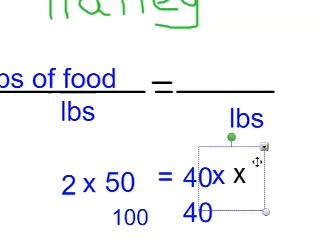 bs of food =
lbs
lbs
2 x 50 = 40x x
100 40